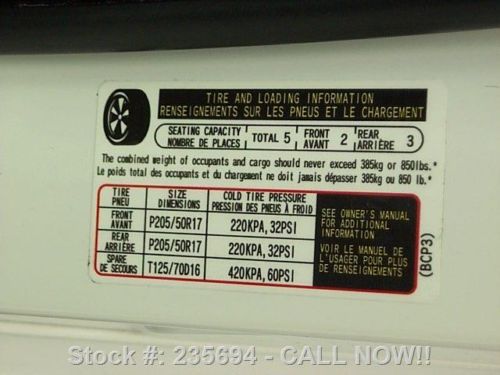 TIRE AND LOADING INFORMATION
RENSEIGNEMENTS SUR LES PNEUS ET LE CHARGEMENT
SEATING CAPACITY
NOMBRE DE PLACES
TOTAL 5
FRONT
AVANT
2
REAR
ARRIÈRE
3
The combined weight of occupants and cargo should never exceed 385kg or 850lbs.*
Le poids total des occupants et du chargement ne doit jamais dépasser 385kg ou 850 lb.*
TIRE
PNEU
SIZE
DIMENSIONS
COLD TIRE PRESSURE
PRESSION DES PNEUS À FROID
FRONT
AVANT
P205/50R17
220KPA,32PSI
REAR
ARRIÈRE
P205/50R17
220KPA,32PSI
SPARE
DE SECOURS
T125/70D16
420KPA,60PSI
SEE OWNER'S MANUAL
FOR ADDITIONAL
INFORMATION
VOIR LE MANUEL DE
L'USAGER POUR PLUS
DE RENSEIGNEMENTS
(BCP3)
Stock #: 235694 - CALL NOW!!